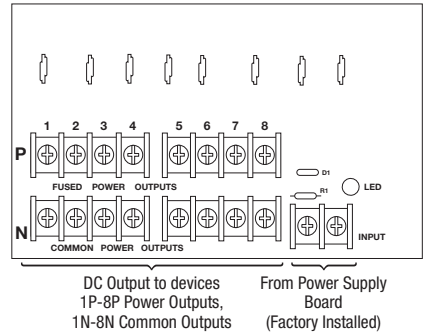 1 2 3 4 5 6 7 8
P
FUSED POWER OUTPUTS
D1
R1
LED
N
COMMON POWER OUTPUTS
INPUT
DC Output to devices
1P-8P Power Outputs,
1N-8N Common Outputs
From Power Supply
Board
(Factory Installed)